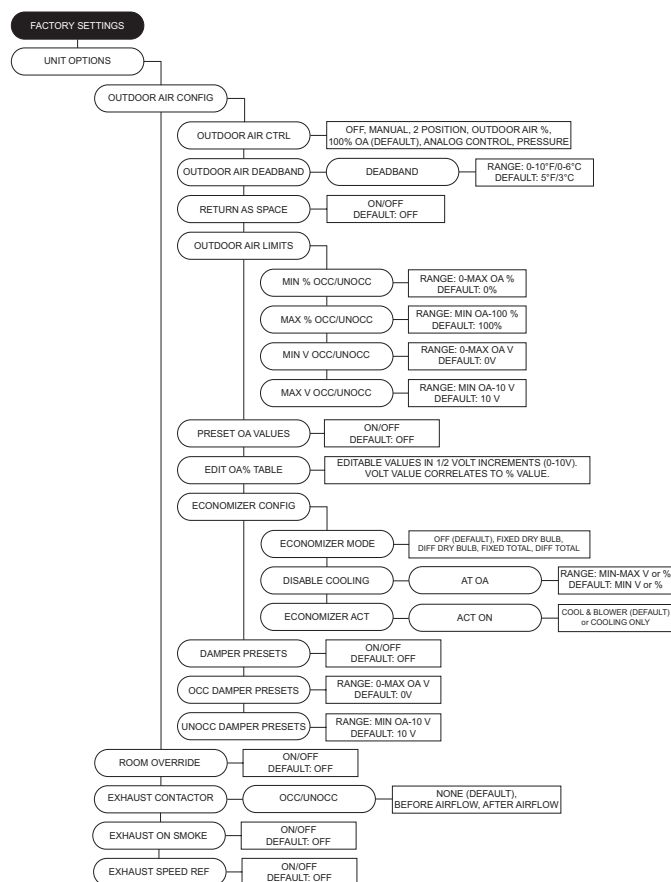 FACTORY SETTINGS
UNIT OPTIONS
OUTDOOR AIR CONFIG
OUTDOOR AIR CTRL
OFF, MANUAL, 2 POSITION, OUTDOOR AIR %,
100% OA (DEFAULT), ANALOG CONTROL, PRESSURE
OUTDOOR AIR DEADBAND
DEADBAND
RANGE: 0-10°F/0-6°C
DEFAULT: 5°F/3°C
RETURN AS SPACE
ON/OFF
DEFAULT: OFF
OUTDOOR AIR LIMITS
MIN % OCC/UNOCC
RANGE: 0-MAX OA %
DEFAULT: 0%
MAX % OCC/UNOCC
RANGE: MIN OA-100 %
DEFAULT: 100%
MIN V OCC/UNOCC
RANGE: 0-MAX OA V
DEFAULT: 0V
MAX V OCC/UNOCC
RANGE: MIN OA-10 V
DEFAULT: 10 V
PRESET OA VALUES
ON/OFF
DEFAULT: OFF
EDIT OA% TABLE
EDITABLE VALUES IN 1/2 VOLT INCREMENTS (0-10V).
VOLT VALUE CORRELATES TO % VALUE.
ECONOMIZER CONFIG
ECONOMIZER MODE
OFF (DEFAULT), FIXED DRY BULB,
DIFF DRY BULB, FIXED TOTAL, DIFF TOTAL
DISABLE COOLING
AT OA
RANGE: MIN-MAX V or %
DEFAULT: MIN V or %
ECONOMIZER ACT
ACT ON
COOL & BLOWER (DEFAULT)
or COOLING ONLY
DAMPER PRESETS
ON/OFF
DEFAULT: OFF
OCC DAMPER PRESETS
RANGE: 0-MAX OA V
DEFAULT: 0V
UNOCC DAMPER PRESETS
RANGE: MIN OA-10 V
DEFAULT: 10 V
ROOM OVERRIDE
ON/OFF
DEFAULT: OFF
EXHAUST CONTACTOR
OCC/UNOCC
NONE (DEFAULT),
BEFORE AIRFLOW, AFTER AIRFLOW
EXHAUST ON SMOKE
ON/OFF
DEFAULT: OFF
EXHAUST SPEED REF
ON/OFF
DEFAULT: OFF